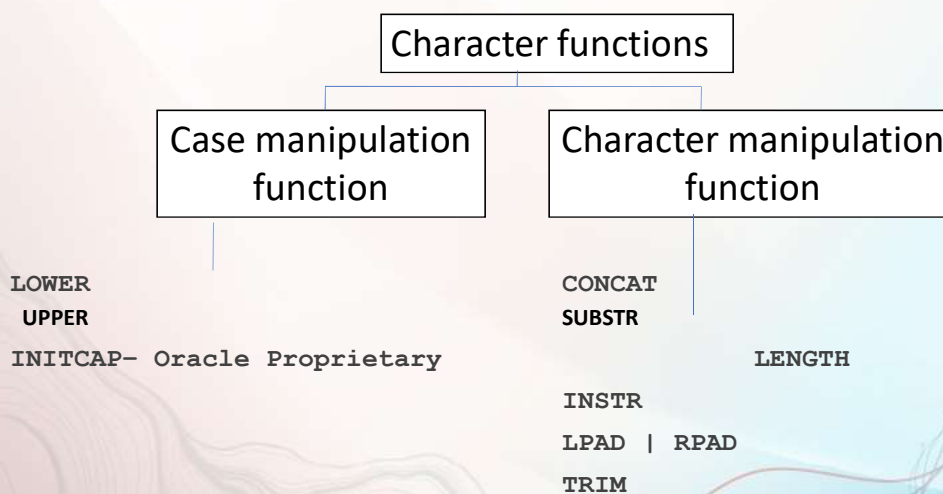 Character functions
Case manipulation
function
Character manipulation
function
LOWER
UPPER
INITCAP– Oracle Proprietary
CONCAT
SUBSTR
LENGTH
INSTR
LPAD | RPAD
TRIM